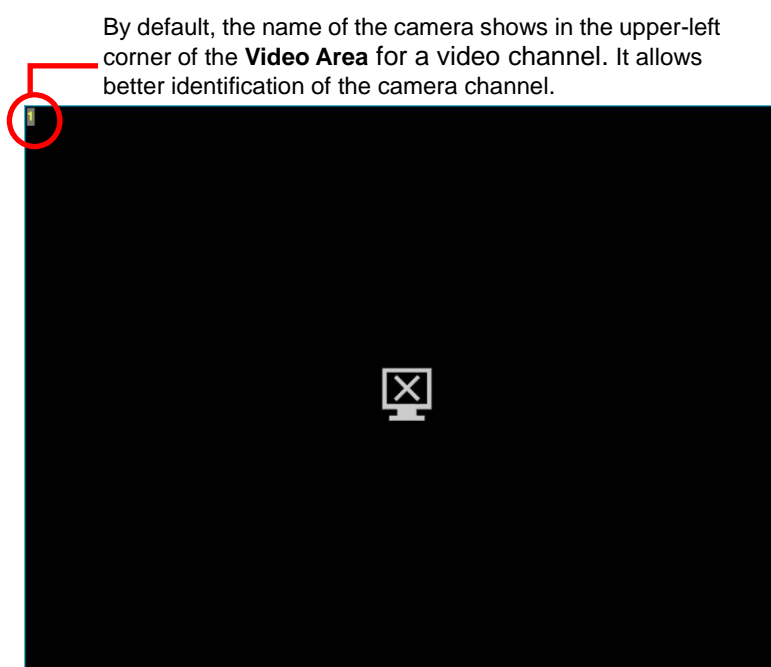 By default, the name of the camera shows in the upper-left
corner of the Video Area for a video channel. It allows
better identification of the camera channel.
1